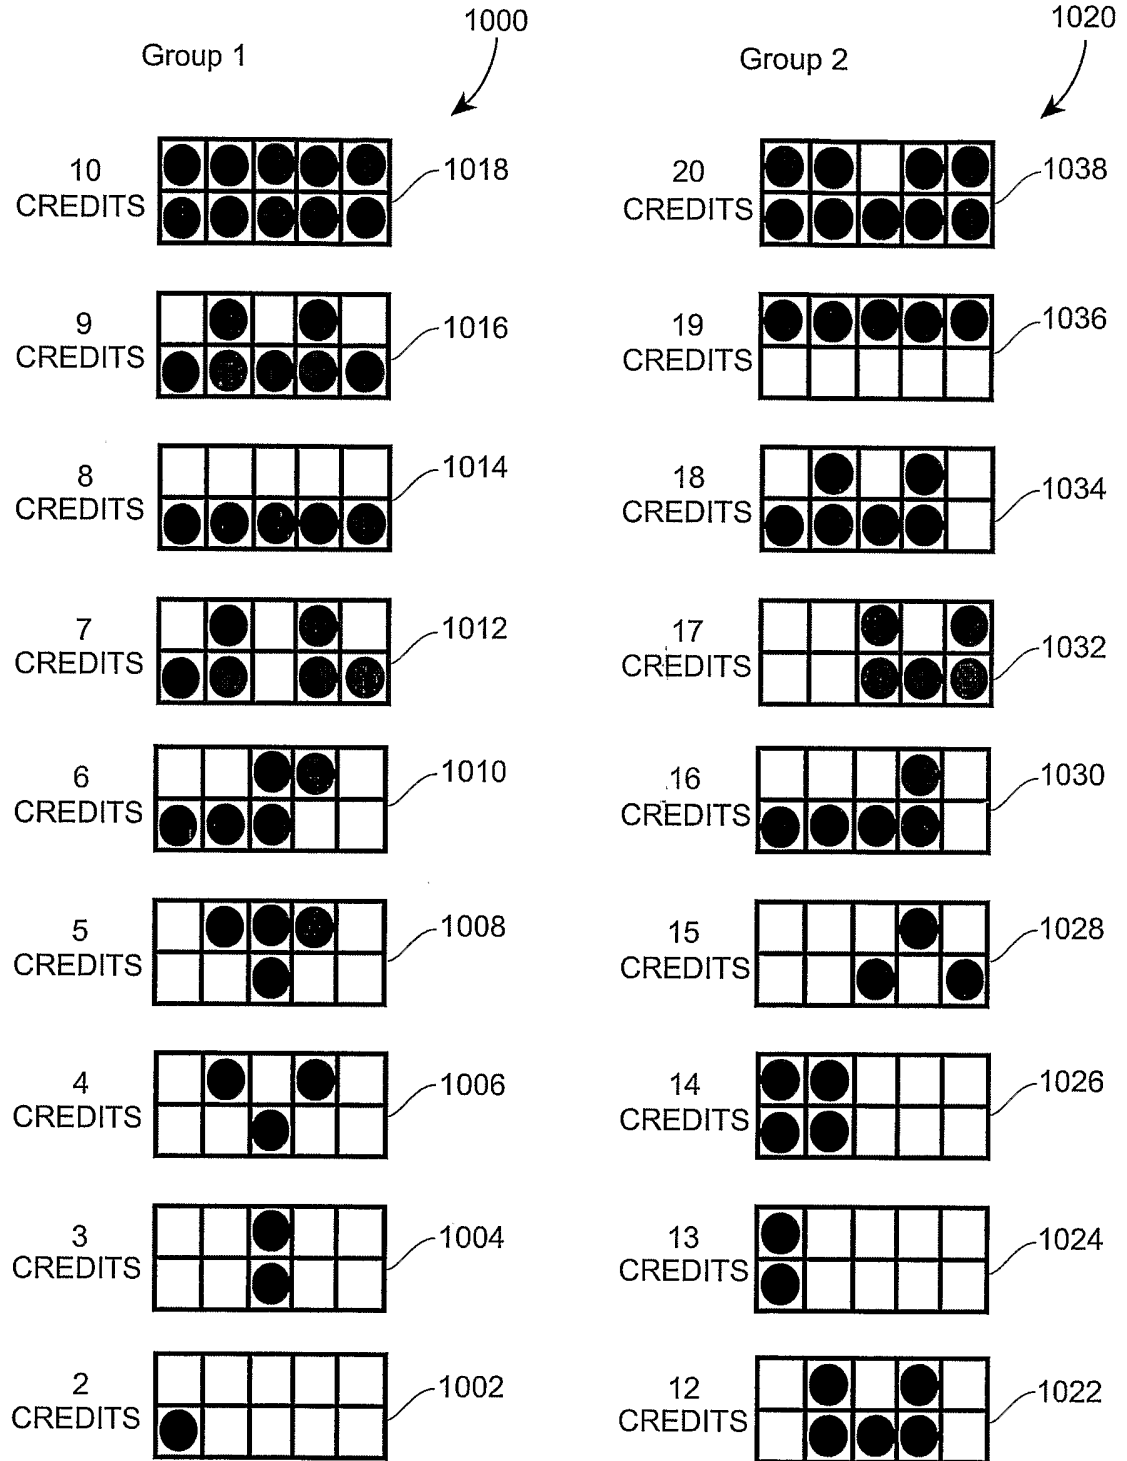 1000
Group 1
10
CREDITS
1018
9
CREDITS
1016
8
CREDITS
1014
7
CREDITS
1012
6
CREDITS
1010
5
CREDITS
1008
4
CREDITS
1006
3
CREDITS
1004
2
CREDITS
1002
1020
Group 2
20
CREDITS
1038
19
CREDITS
1036
18
CREDITS
1034
17
CREDITS
1032
16
CREDITS
1030
15
CREDITS
1028
14
CREDITS
1026
13
CREDITS
1024
12
CREDITS
1022